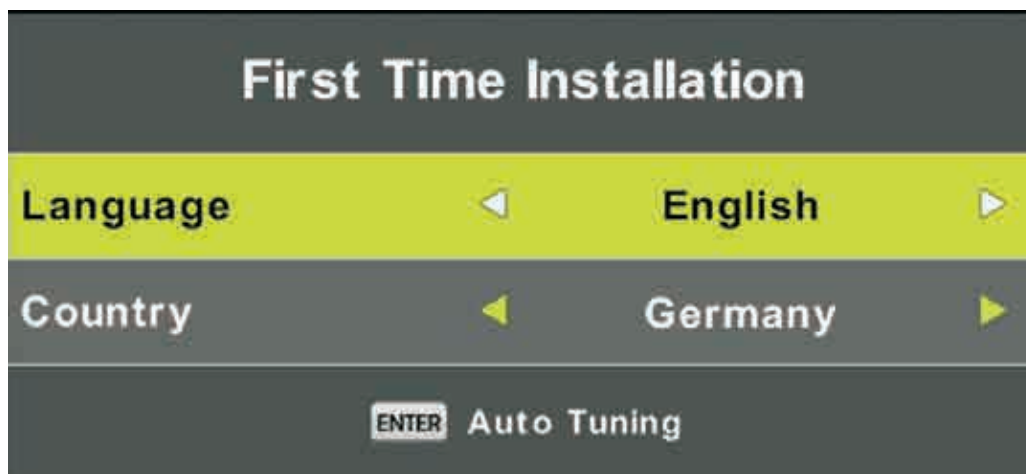 First Time Installation
Language English
Country Germany
ENTER Auto Tuning